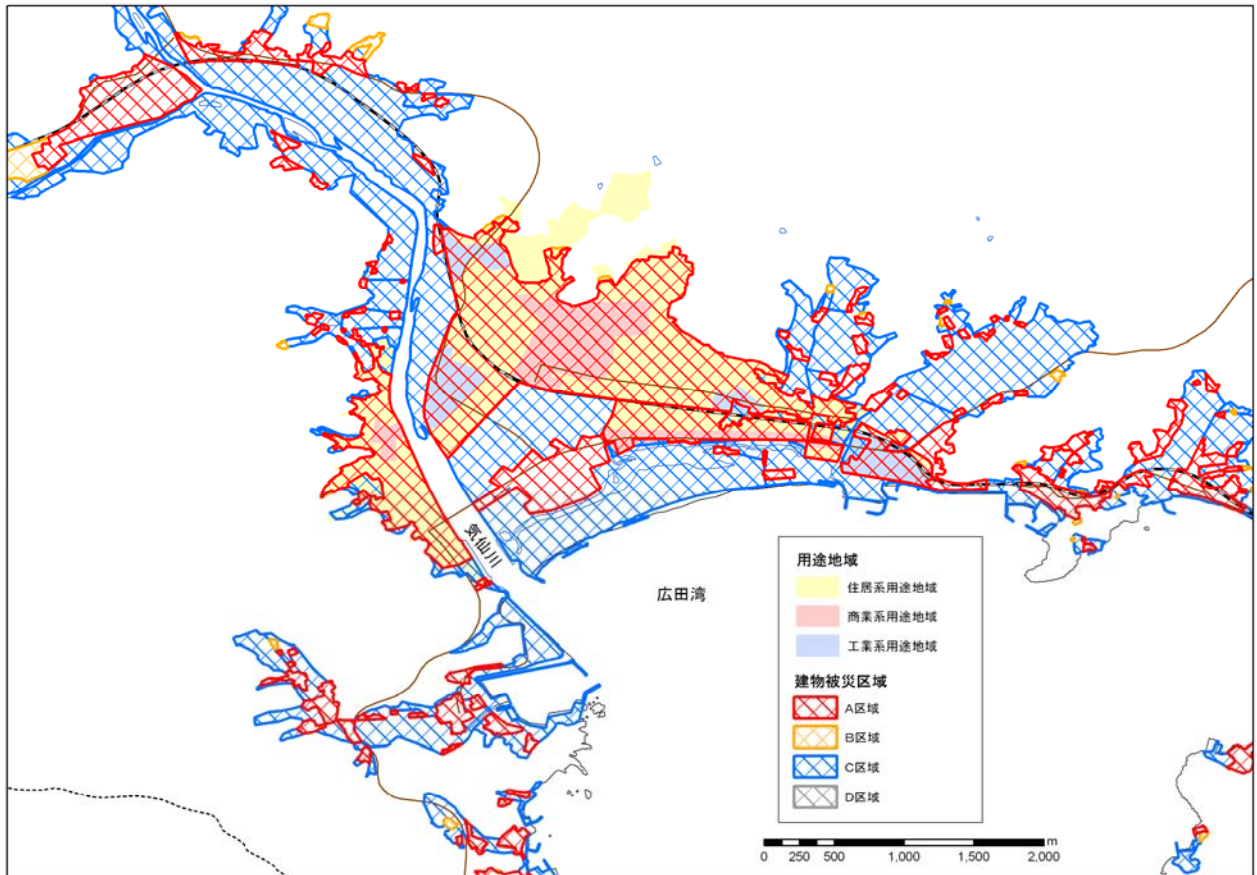 気仙川
広田湾
用途地域
住居系用途地域
商業系用途地域
工業系用途地域
建物被災区域
A区域
B区域
C区域
D区域
m
0 250 500 1,000 1,500 2,000